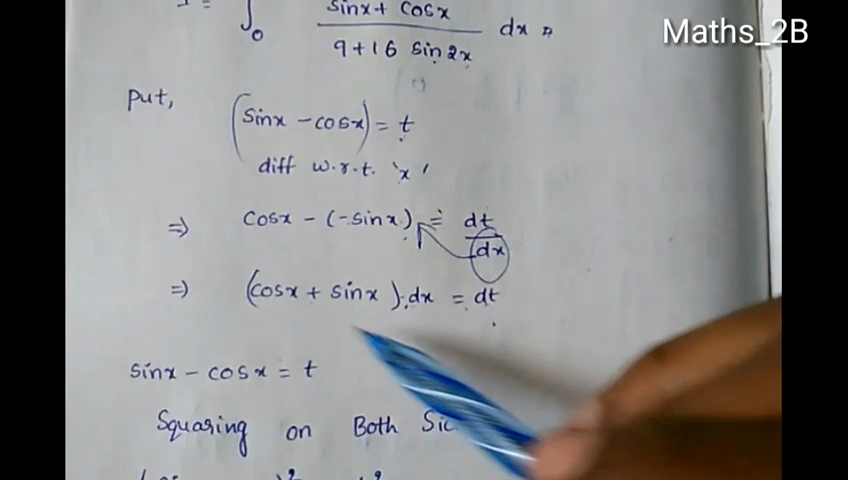 Maths_2B
∫₀ (sinx + cosx)/(9+16 sin2x) dx
put,
(sinx - cosx) = t
diff w.r.t. 'x'
⇒ cosx - (-sinx) = dt/dx
⇒ (cosx + sinx).dx = dt
sinx - cosx = t
Squaring on Both